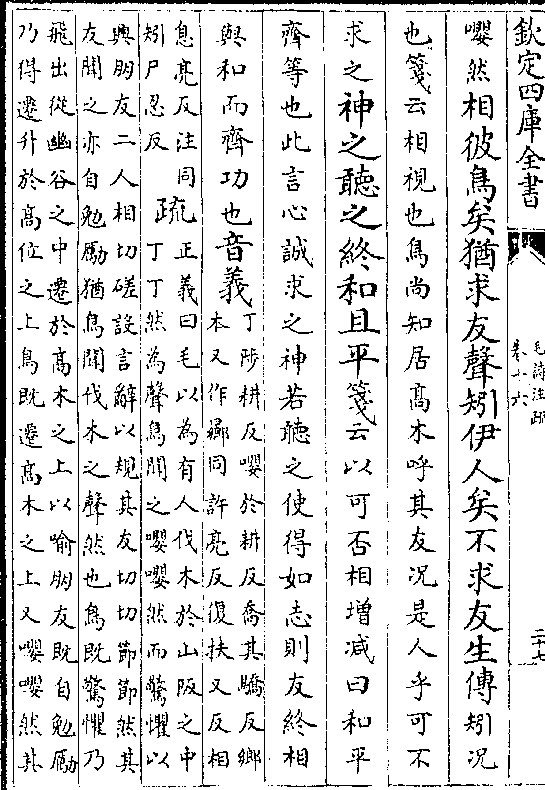 欽定四庫全書
毛詩注疏
卷十六
二十七
嚶然相彼鳥矣猶求友聲矧伊人矣不求友生傳矧况
也箋云相視也鳥尚知居高木呼其友况是人乎可不
求之神之聽之終和且平箋云以可否相增減曰和平
齊等也此言心誠求之神若聽之使得如志則友終相
與和而齊功也音義
丁陟耕反嚶於耕反喬其驕反鄉
本又作嚮同許亮反復扶又反相
息亮反注同
矧尸忍反
疏
正義曰毛以為有人伐木於山阪之中
丁丁然為聲鳥聞之嚶嚶然而驚懼以
興朋友二人相切磋設言辭以規其友切切節節然其
友聞之亦自勉勵猶鳥聞伐木之聲然也鳥既驚懼乃
飛出從幽谷之中遷於高木之上以喻朋友既自勉勵
乃得遷升於高位之上鳥既遷高木之上又嚶嚶然其